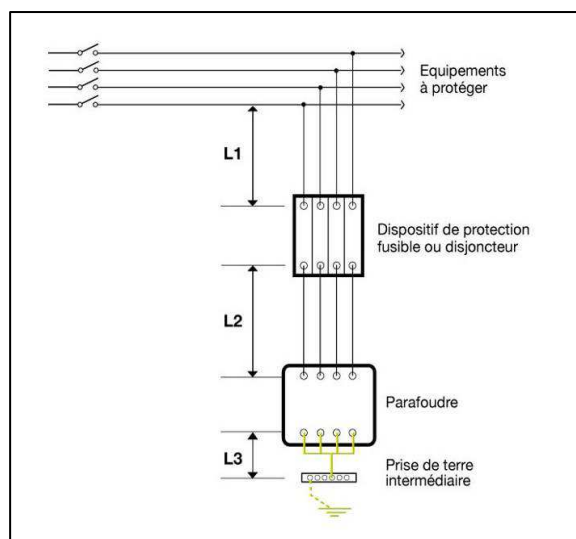 Equipements
à protéger
L1
Dispositif de protection
fusible ou disjoncteur
L2
Parafoudre
L3
Prise de terre
intermédiaire